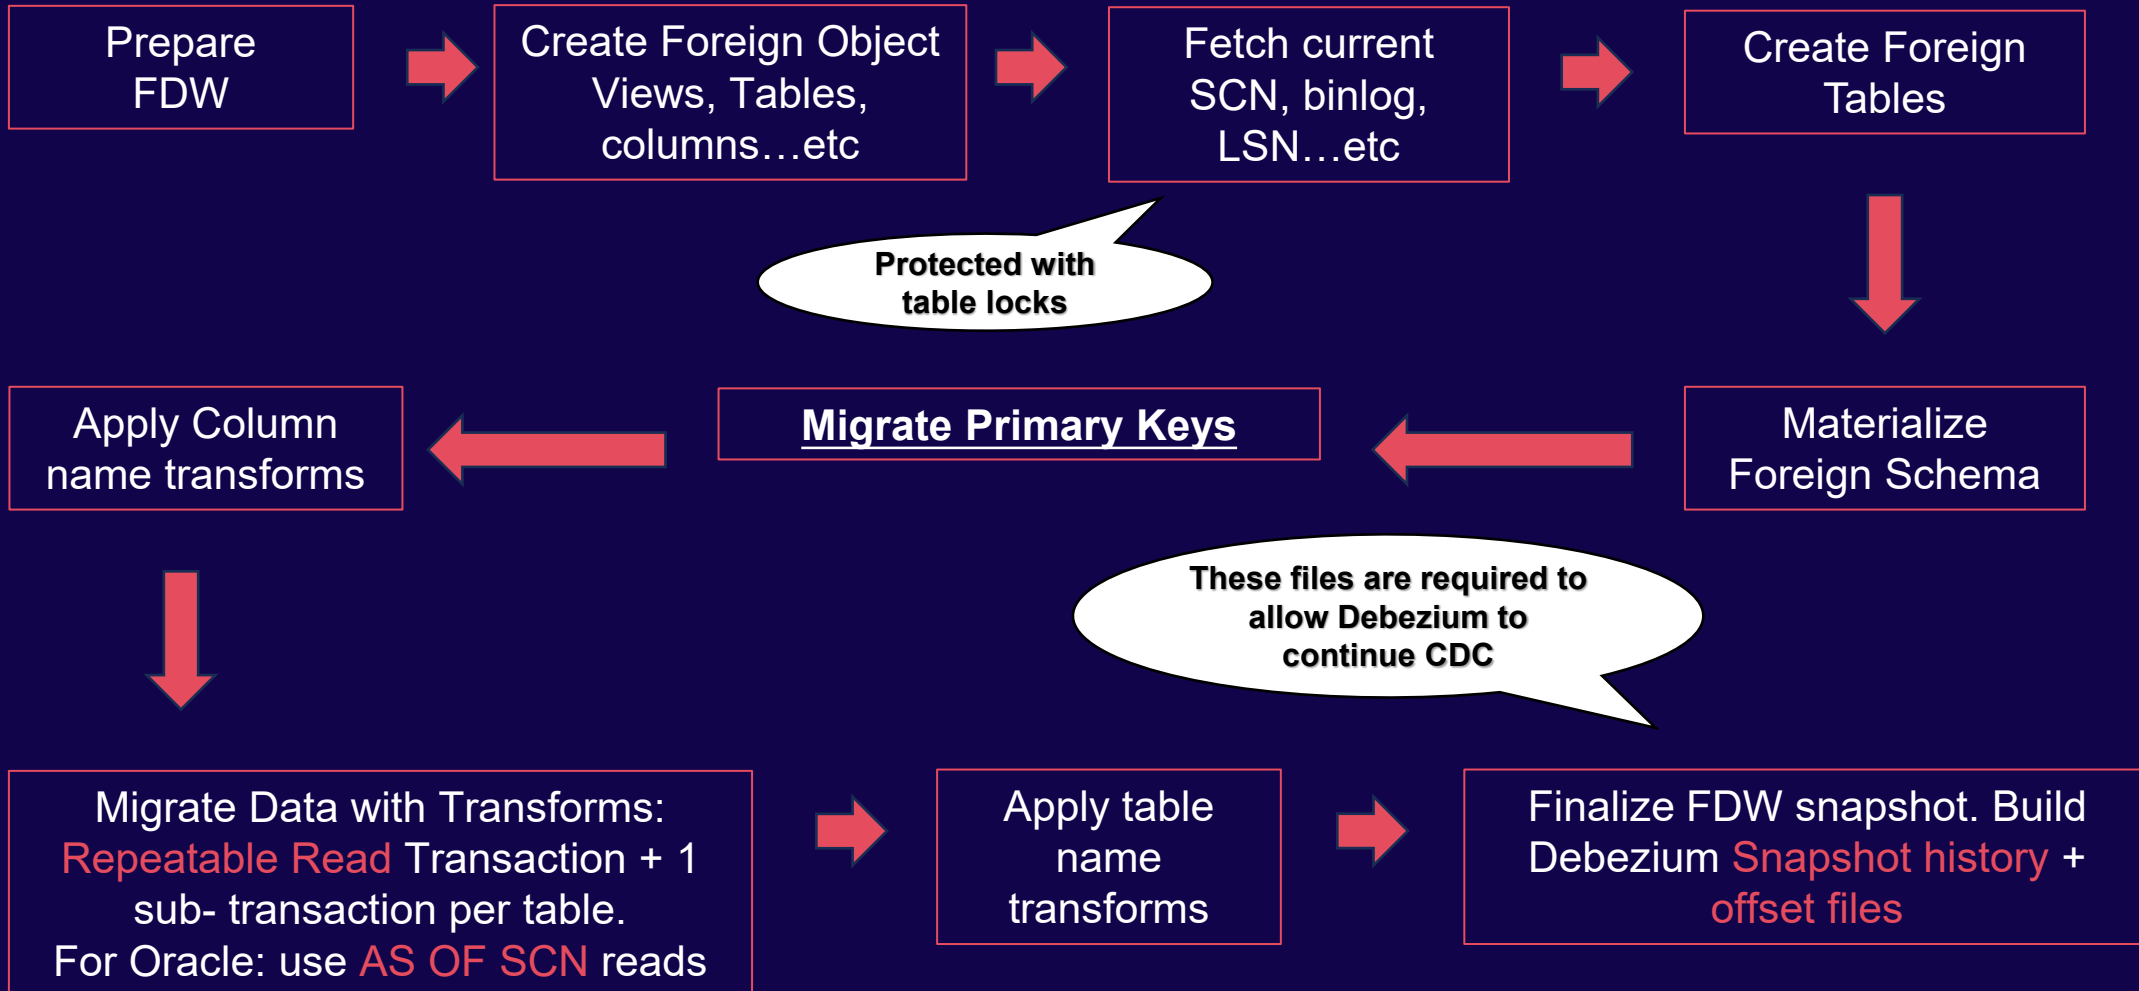 Prepare
FDW
Create Foreign Object
Views, Tables,
columns…etc
Fetch current
SCN, binlog,
LSN…etc
Create Foreign
Tables
Protected with
table locks
Materialize
Foreign Schema
Migrate Primary Keys
Apply Column
name transforms
These files are required to
allow Debezium to
continue CDC
Migrate Data with Transforms:
Repeatable Read Transaction + 1
sub- transaction per table.
For Oracle: use AS OF SCN reads
Apply table
name
transforms
Finalize FDW snapshot. Build
Debezium Snapshot history +
offset files